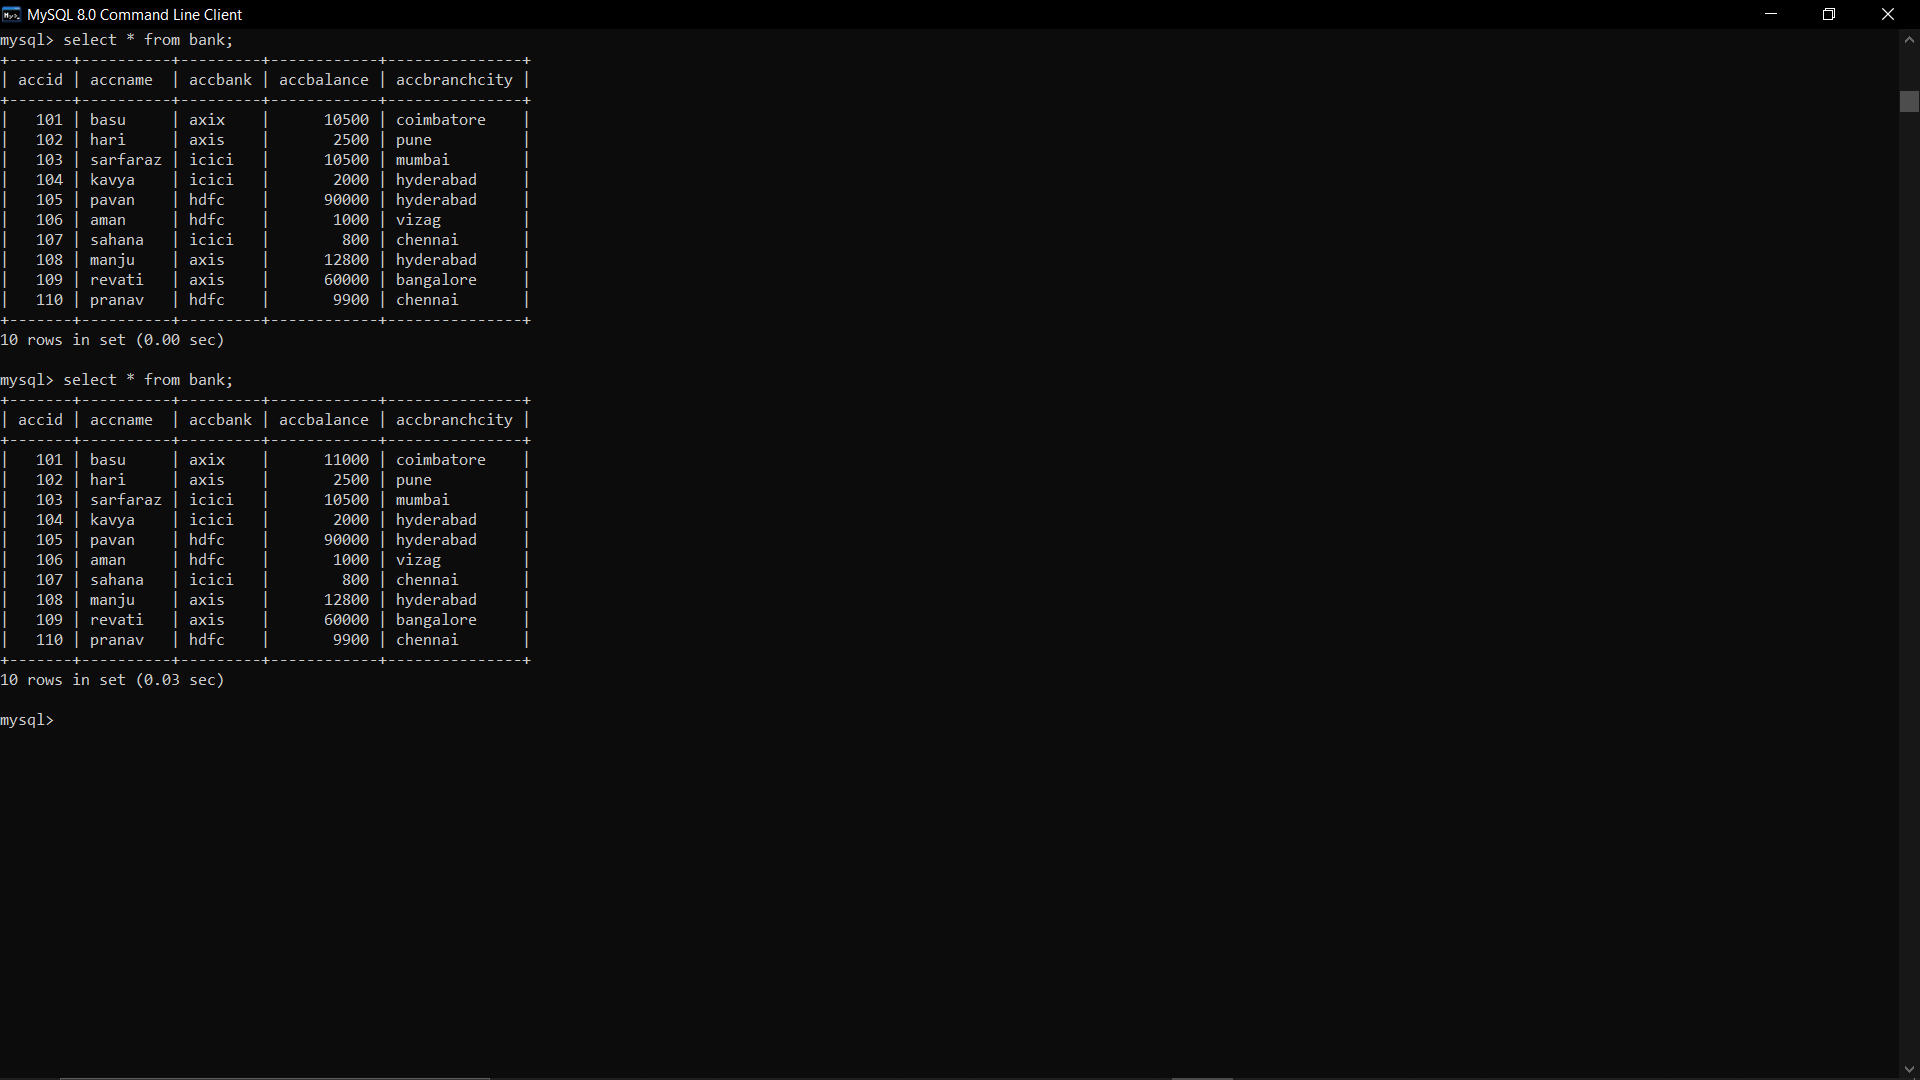 MySQL 8.0 Command Line Client
mysql> select * from bank;
+-------+----------+---------+------------+---------------+
| accid | accname  | accbank | accbalance | accbranchcity |
+-------+----------+---------+------------+---------------+
|   101 | basu     | axix    |      10500 | coimbatore    |
|   102 | hari     | axis    |       2500 | pune          |
|   103 | sarfaraz | icici   |      10500 | mumbai        |
|   104 | kavya    | icici   |       2000 | hyderabad     |
|   105 | pavan    | hdfc    |      90000 | hyderabad     |
|   106 | aman     | hdfc    |       1000 | vizag         |
|   107 | sahana   | icici   |        800 | chennai       |
|   108 | manju    | axis    |      12800 | hyderabad     |
|   109 | revati   | axis    |      60000 | bangalore     |
|   110 | pranav   | hdfc    |       9900 | chennai       |
+-------+----------+---------+------------+---------------+
10 rows in set (0.00 sec)
mysql> select * from bank;
+-------+----------+---------+------------+---------------+
| accid | accname  | accbank | accbalance | accbranchcity |
+-------+----------+---------+------------+---------------+
|   101 | basu     | axix    |      11000 | coimbatore    |
|   102 | hari     | axis    |       2500 | pune          |
|   103 | sarfaraz | icici   |      10500 | mumbai        |
|   104 | kavya    | icici   |       2000 | hyderabad     |
|   105 | pavan    | hdfc    |      90000 | hyderabad     |
|   106 | aman     | hdfc    |       1000 | vizag         |
|   107 | sahana   | icici   |        800 | chennai       |
|   108 | manju    | axis    |      12800 | hyderabad     |
|   109 | revati   | axis    |      60000 | bangalore     |
|   110 | pranav   | hdfc    |       9900 | chennai       |
+-------+----------+---------+------------+---------------+
10 rows in set (0.03 sec)
mysql>